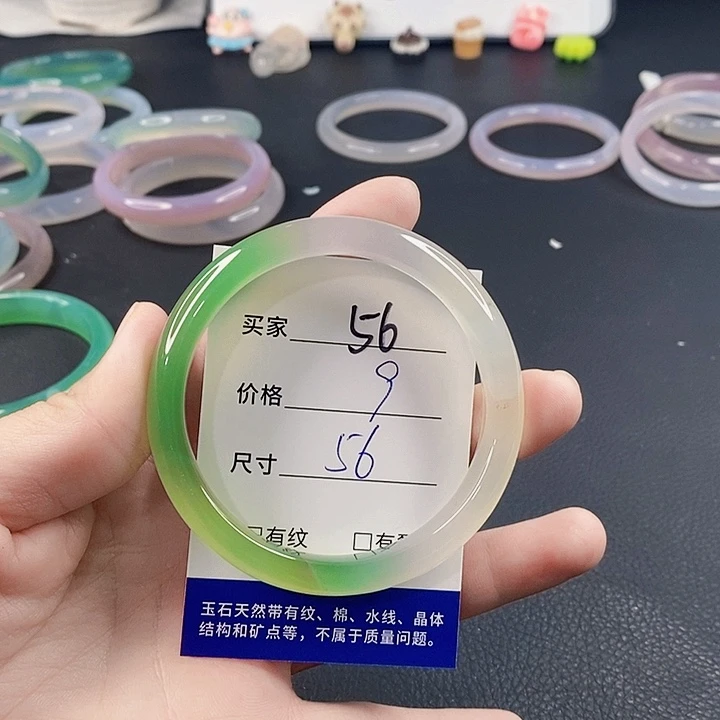 买家 56
价格 9
尺寸 56
有纹
玉石天然带有纹、棉、水线、晶体
结构和矿点等，不属于质量问题。